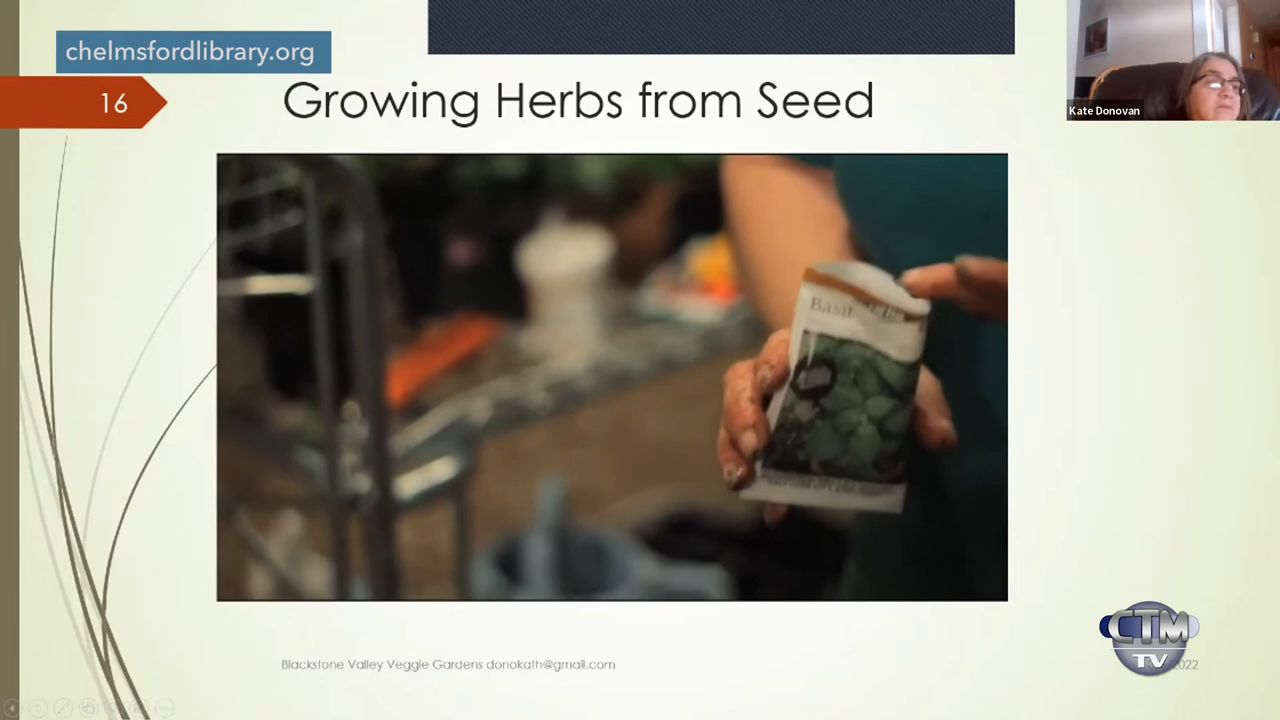 chelmsfordlibrary.org
16
Growing Herbs from Seed
Kate Donovan
Basil
Blackstone Valley Veggie Gardens donokath@gmail.com
2022
CTM
TV